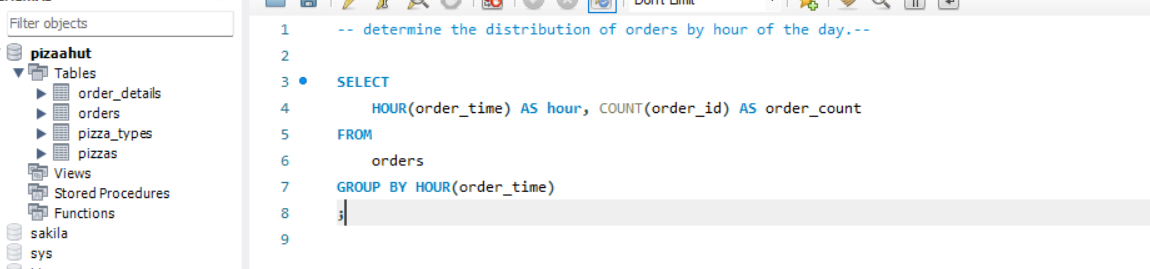 Don't Limit
Filter objects
pizaahut
Tables
order_details
orders
pizza_types
pizzas
Views
Stored Procedures
Functions
sakila
sys
1 -- determine the distribution of orders by hour of the day.--
2
3 SELECT
4 HOUR(order_time) AS hour, COUNT(order_id) AS order_count
5 FROM
6 orders
7 GROUP BY HOUR(order_time)
8 ;
9